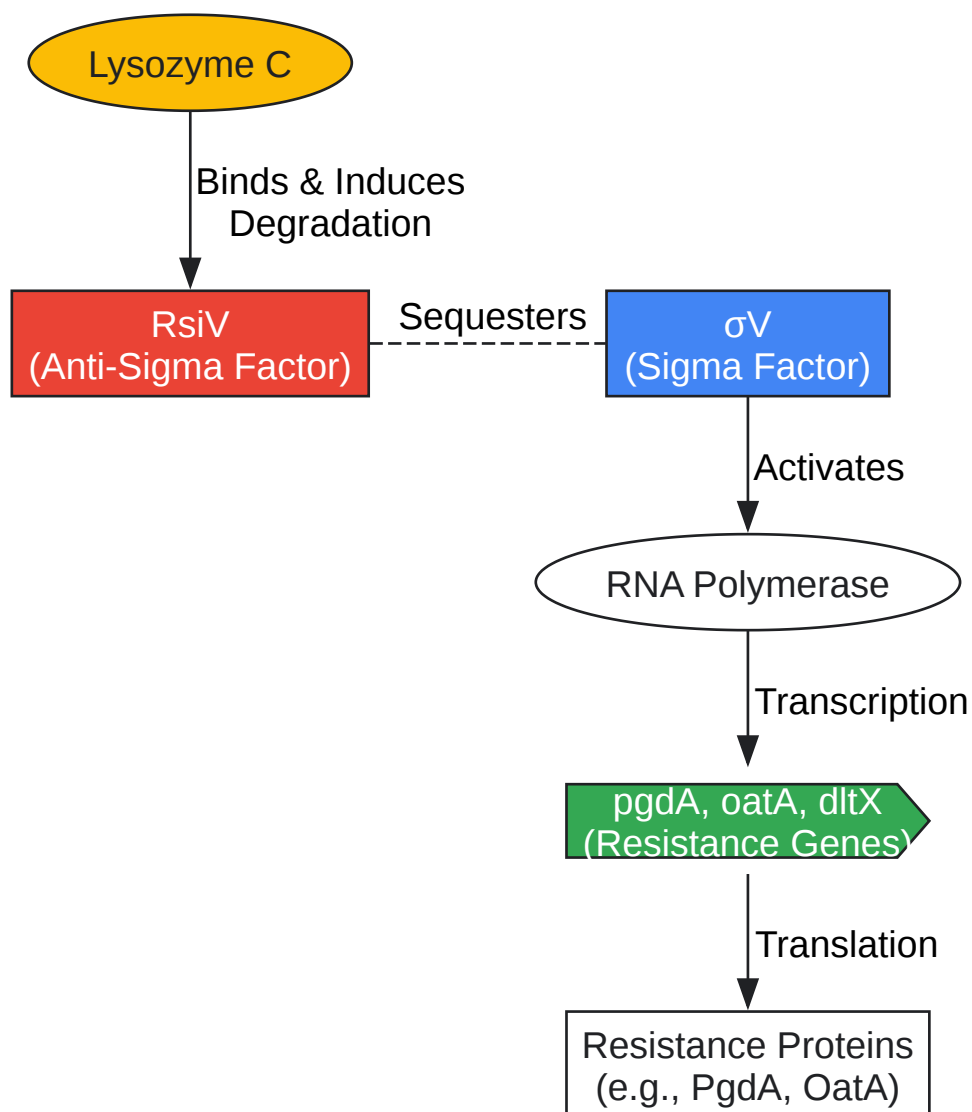 Lysozyme C
Binds & Induces
Degradation
RsiV
(Anti-Sigma Factor)
Sequesters
σV
(Sigma Factor)
Activates
RNA Polymerase
Transcription
pgdA, oatA, dltX
(Resistance Genes)
Translation
Resistance Proteins
(e.g., PgdA, OatA)